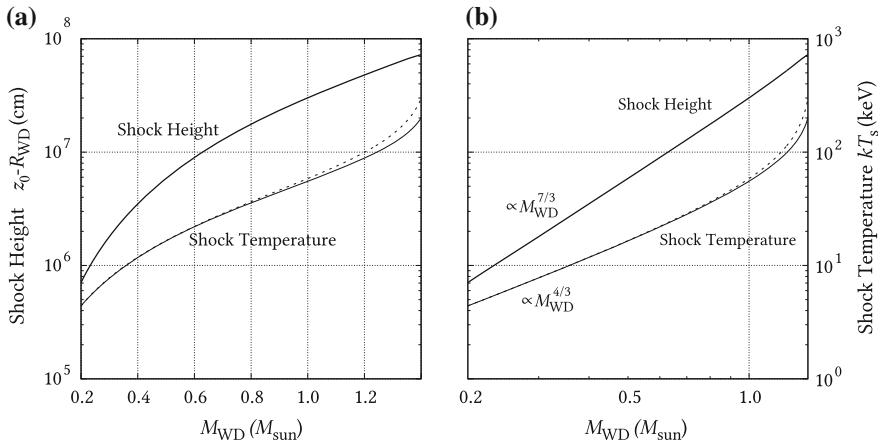 (a)
10^8
10^7
10^6
10^5
Shock Height z_0-R_WD (cm)
Shock Height
Shock Temperature
0.2 0.4 0.6 0.8 1.0 1.2
M_WD (M_sun)
(b)
Shock Height
∝M_WD^7/3
Shock Temperature
∝M_WD^4/3
0.2 0.5 1.0
M_WD (M_sun)
10^3
10^2
10^1
10^0
Shock Temperature kT_s (keV)